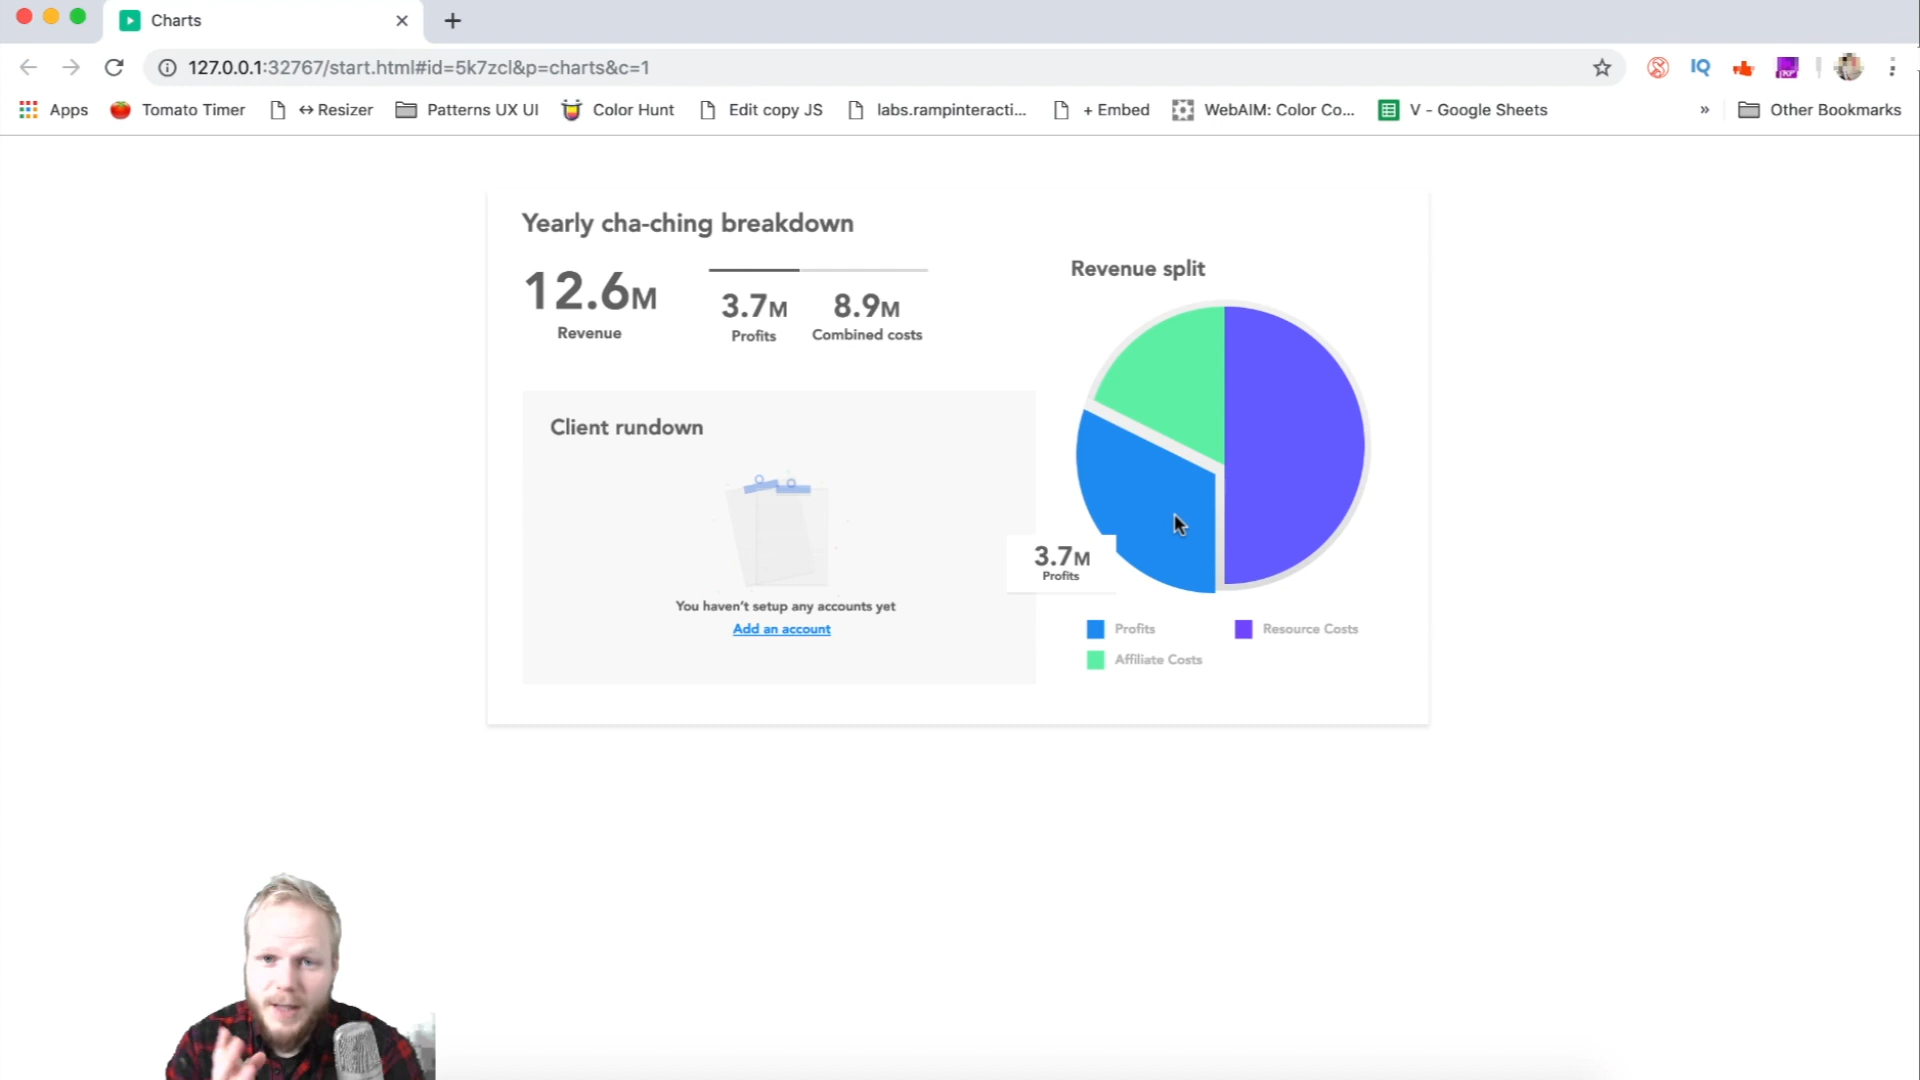 Charts
127.0.0.1:32767/start.html#id=5k7zcl&p=charts&c=1
IQ
Apps Tomato Timer ↔ Resizer Patterns UX UI Color Hunt Edit copy JS labs.rampinteracti... + Embed WebAIM: Color Co... V - Google Sheets » Other Bookmarks
Yearly cha-ching breakdown
12.6M
Revenue
3.7M
Profits
8.9M
Combined costs
Client rundown
You haven't setup any accounts yet
Add an account
Revenue split
3.7M
Profits
Profits
Resource Costs
Affiliate Costs